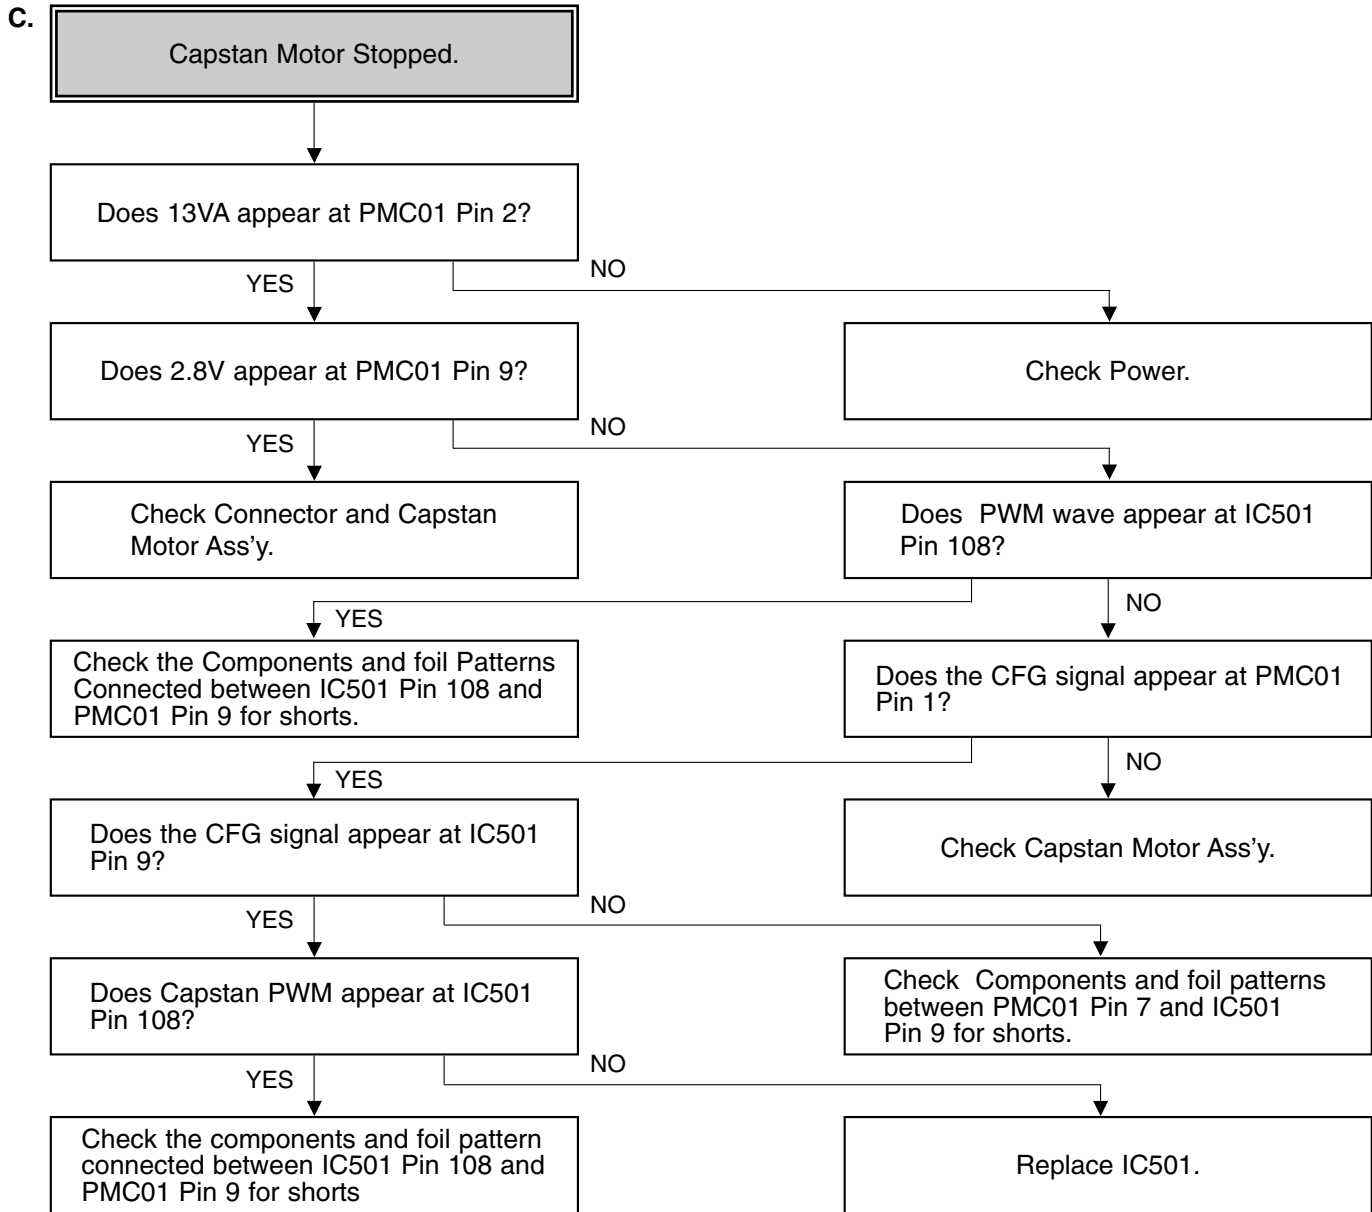 C.
Capstan Motor Stopped.
Does 13VA appear at PMC01 Pin 2?
YES
NO
Does 2.8V appear at PMC01 Pin 9?
Check Power.
YES
NO
Check Connector and Capstan
Motor Ass'y.
Does PWM wave appear at IC501
Pin 108?
YES
NO
Check the Components and foil Patterns
Connected between IC501 Pin 108 and
PMC01 Pin 9 for shorts.
Does the CFG signal appear at PMC01
Pin 1?
YES
NO
Does the CFG signal appear at IC501
Pin 9?
Check Capstan Motor Ass'y.
YES
NO
Does Capstan PWM appear at IC501
Pin 108?
Check Components and foil patterns
between PMC01 Pin 7 and IC501
Pin 9 for shorts.
YES
NO
Check the components and foil pattern
connected between IC501 Pin 108 and
PMC01 Pin 9 for shorts
Replace IC501.